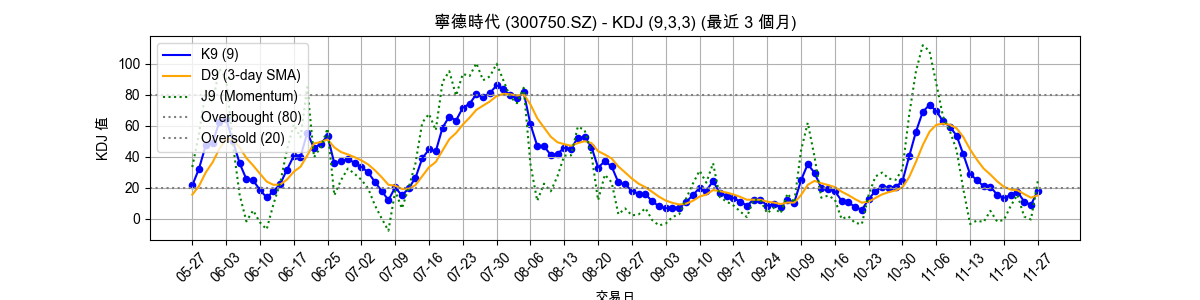 寧德時代 (300750.SZ) - KDJ (9,3,3) (最近 3 個月)
KDJ 值
100
80
60
40
20
0
K9 (9)
D9 (3-day SMA)
J9 (Momentum)
Overbought (80)
Oversold (20)
05-27 06-03 06-10 06-17 06-25 07-02 07-09 07-16 07-23 07-30 08-06 08-13 08-20 08-27 09-03 09-10 09-17 09-24 10-09 10-16 10-23 10-30 11-06 11-13 11-20 11-27
交易日